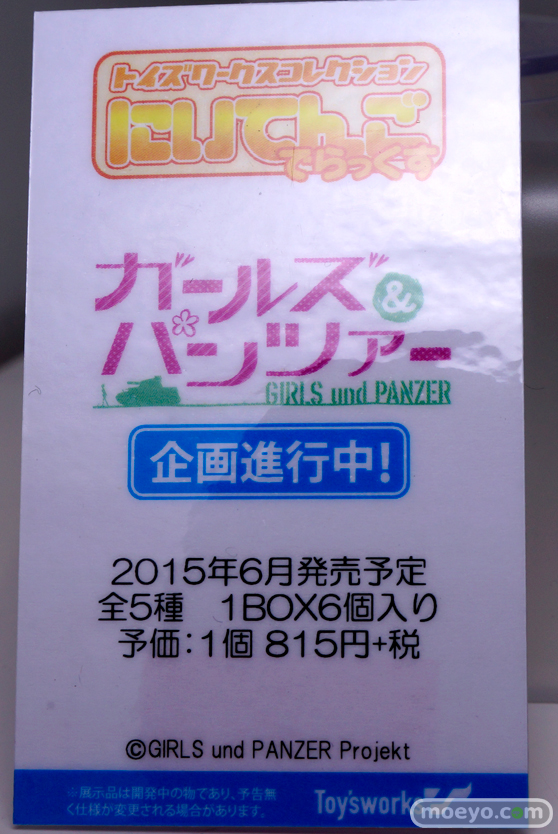 トイズワークスコレクション
にいてんご
でらっくす
ガールズ&
パンツァー
GIRLS und PANZER
企画進行中!
2015年6月発売予定
全5種 1BOX6個入り
予価:1個 815円+税
©GIRLS und PANZER Projekt
※展示品は開発中の物であり、予告無
く仕様が変更される場合があります。
Toy'sworks
moeyo.com